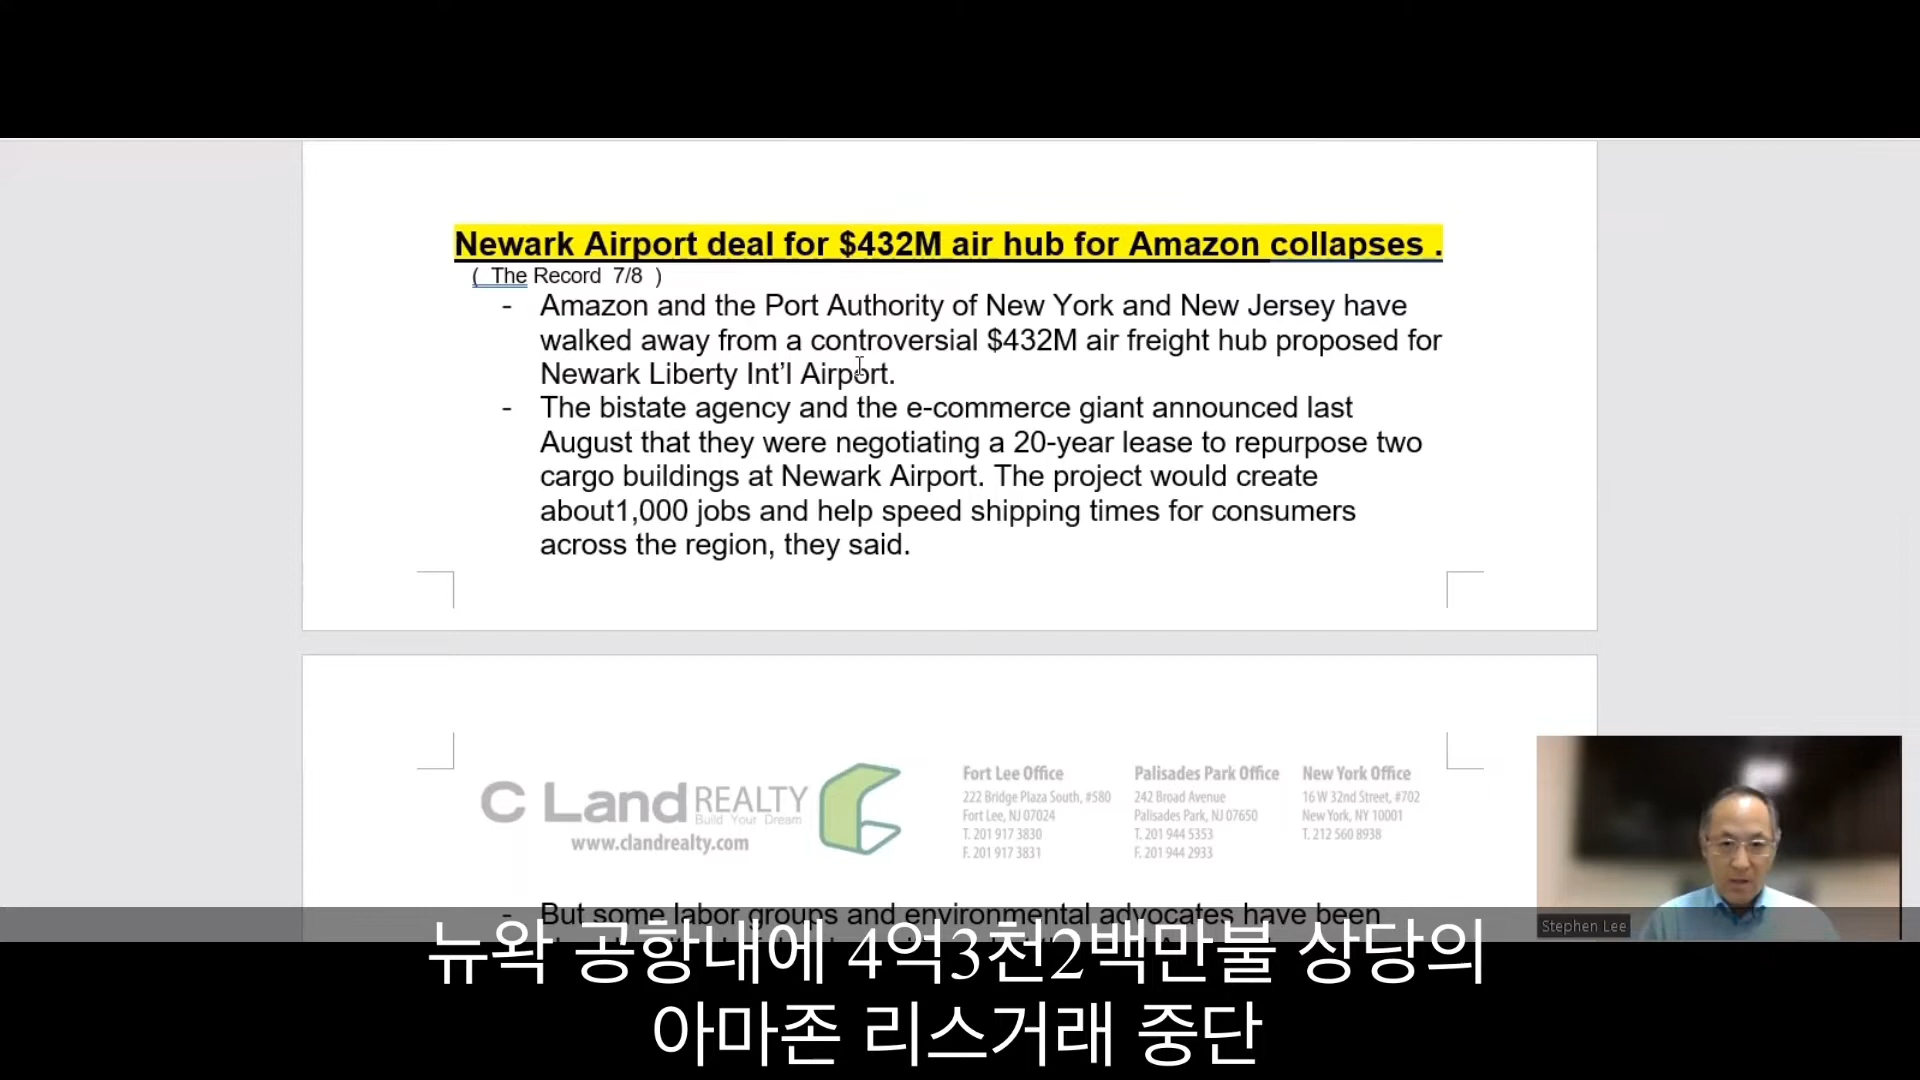 Newark Airport deal for $432M air hub for Amazon collapses .
( The Record 7/8 )
- Amazon and the Port Authority of New York and New Jersey have
walked away from a controversial $432M air freight hub proposed for
Newark Liberty Int’l Airport.
- The bistate agency and the e-commerce giant announced last
August that they were negotiating a 20-year lease to repurpose two
cargo buildings at Newark Airport. The project would create
about1,000 jobs and help speed shipping times for consumers
across the region, they said.
C Land REALTY
Build Your Dream
www.clandrealty.com
Fort Lee Office
222 Bridge Plaza South, #580
Fort Lee, NJ 07024
T. 201 917 3830
F. 201 917 3831
Palisades Park Office
242 Broad Avenue
Palisades Park, NJ 07650
T. 201 944 5353
F. 201 944 2933
New York Office
16 W 32nd Street, #702
New York, NY 10001
T. 212 560 8938
- But some labor groups and environmental advocates have been
Stephen Lee
뉴왁 공항내에 4억3천2백만불 상당의
아마존 리스거래 중단